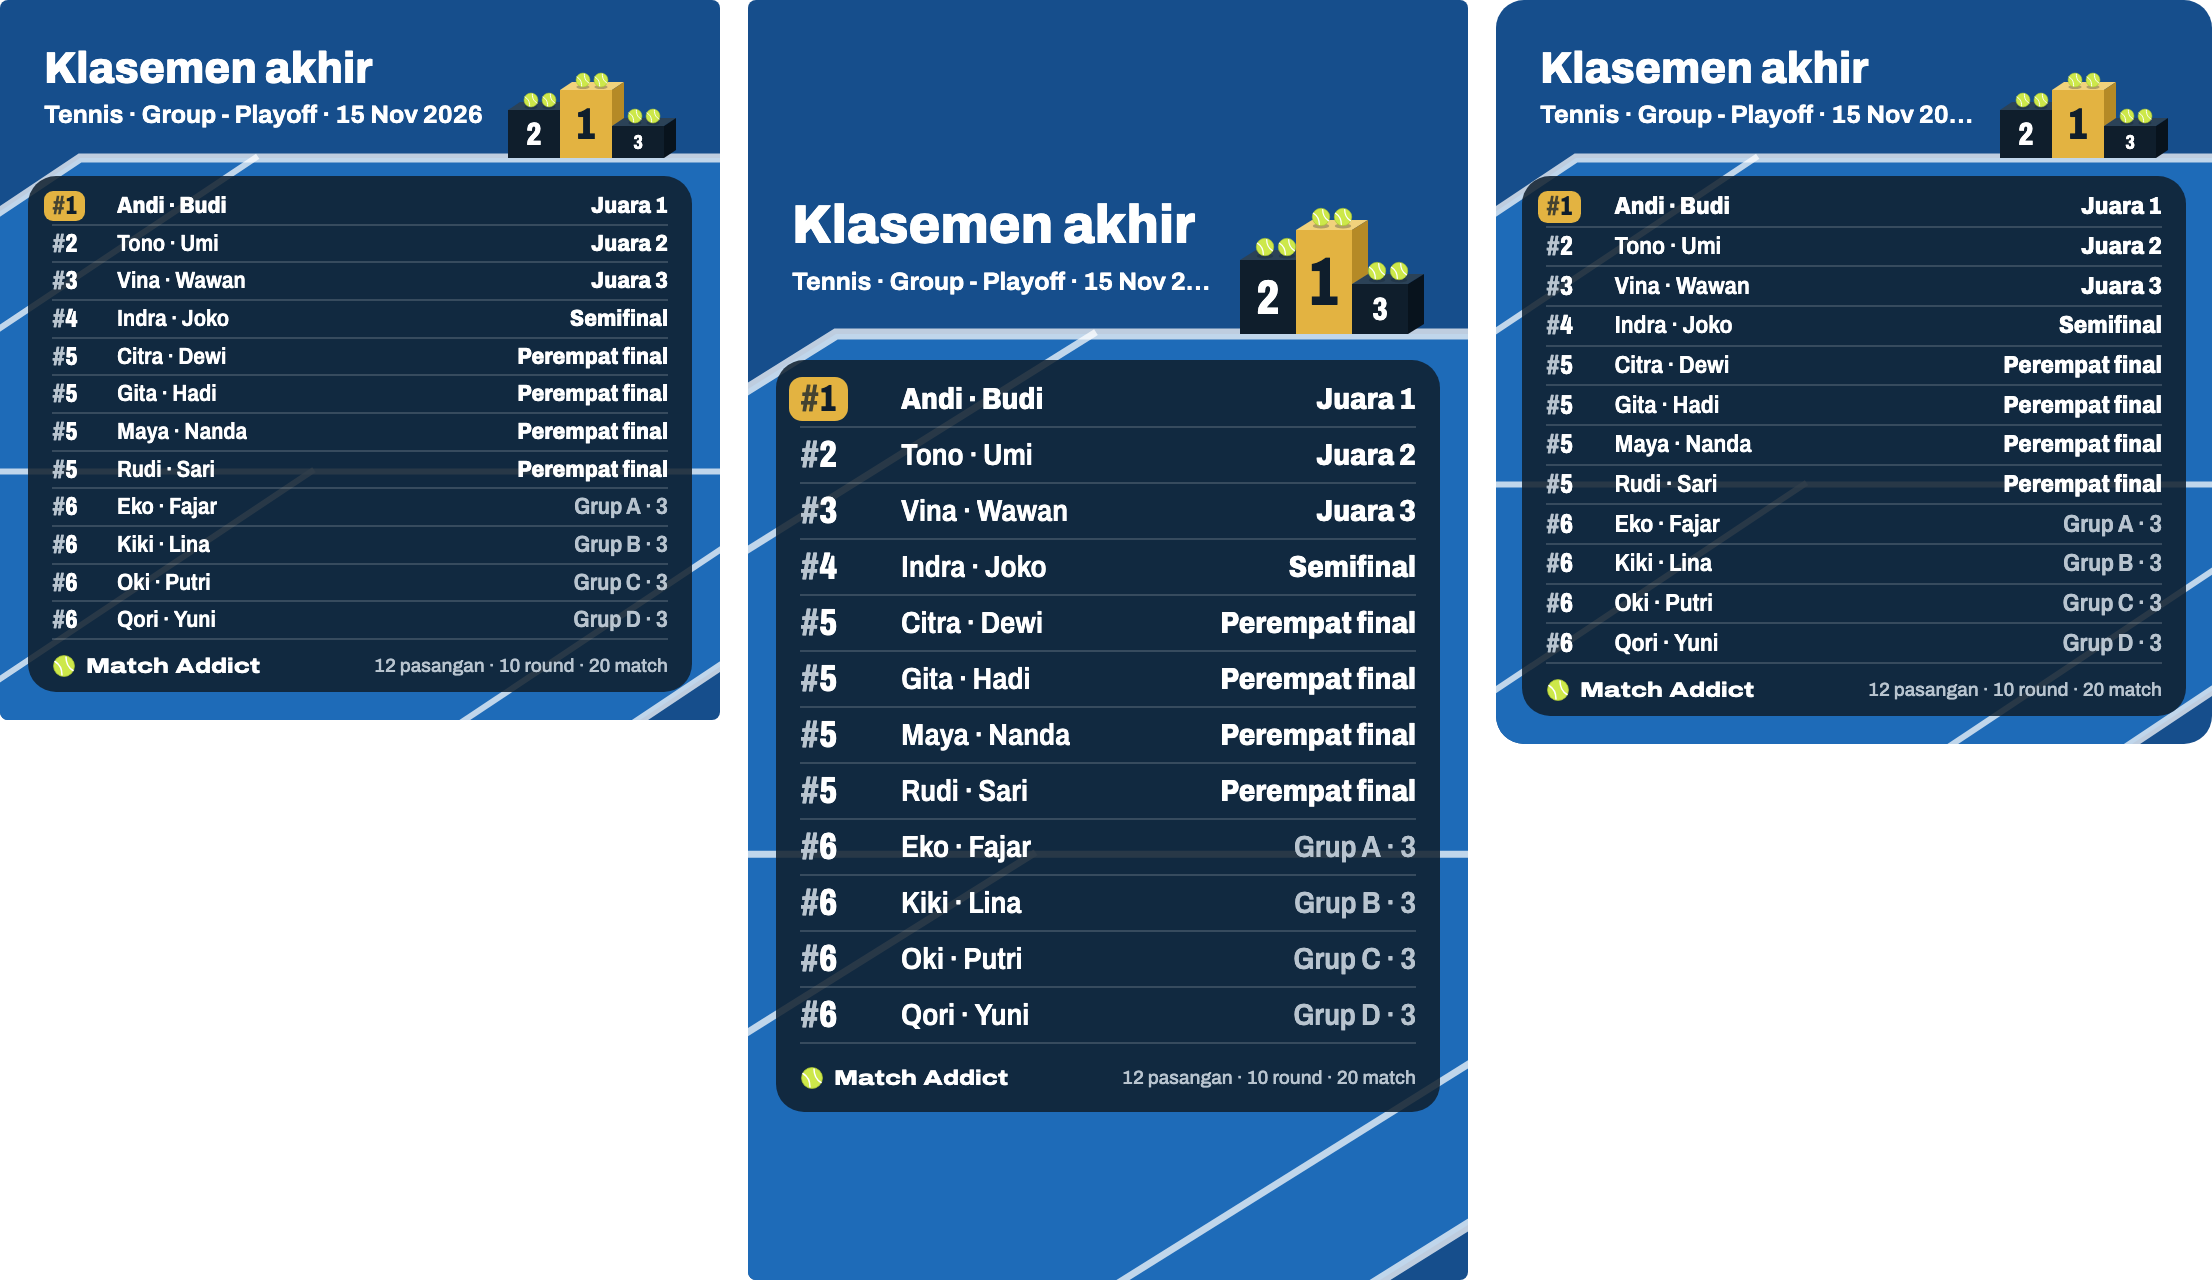 Klasemen akhir
Tennis · Group - Playoff · 15 Nov 2026
2 1 3
#1 Andi · Budi Juara 1
#2 Tono · Umi Juara 2
#3 Vina · Wawan Juara 3
#4 Indra · Joko Semifinal
#5 Citra · Dewi Perempat final
#5 Gita · Hadi Perempat final
#5 Maya · Nanda Perempat final
#5 Rudi · Sari Perempat final
#6 Eko · Fajar Grup A · 3
#6 Kiki · Lina Grup B · 3
#6 Oki · Putri Grup C · 3
#6 Qori · Yuni Grup D · 3
Match Addict 12 pasangan · 10 round · 20 match
Klasemen akhir
Tennis · Group - Playoff · 15 Nov 2...
2 1 3
#1 Andi · Budi Juara 1
#2 Tono · Umi Juara 2
#3 Vina · Wawan Juara 3
#4 Indra · Joko Semifinal
#5 Citra · Dewi Perempat final
#5 Gita · Hadi Perempat final
#5 Maya · Nanda Perempat final
#5 Rudi · Sari Perempat final
#6 Eko · Fajar Grup A · 3
#6 Kiki · Lina Grup B · 3
#6 Oki · Putri Grup C · 3
#6 Qori · Yuni Grup D · 3
Match Addict 12 pasangan · 10 round · 20 match
Klasemen akhir
Tennis · Group - Playoff · 15 Nov 20...
2 1 3
#1 Andi · Budi Juara 1
#2 Tono · Umi Juara 2
#3 Vina · Wawan Juara 3
#4 Indra · Joko Semifinal
#5 Citra · Dewi Perempat final
#5 Gita · Hadi Perempat final
#5 Maya · Nanda Perempat final
#5 Rudi · Sari Perempat final
#6 Eko · Fajar Grup A · 3
#6 Kiki · Lina Grup B · 3
#6 Oki · Putri Grup C · 3
#6 Qori · Yuni Grup D · 3
Match Addict 12 pasangan · 10 round · 20 match